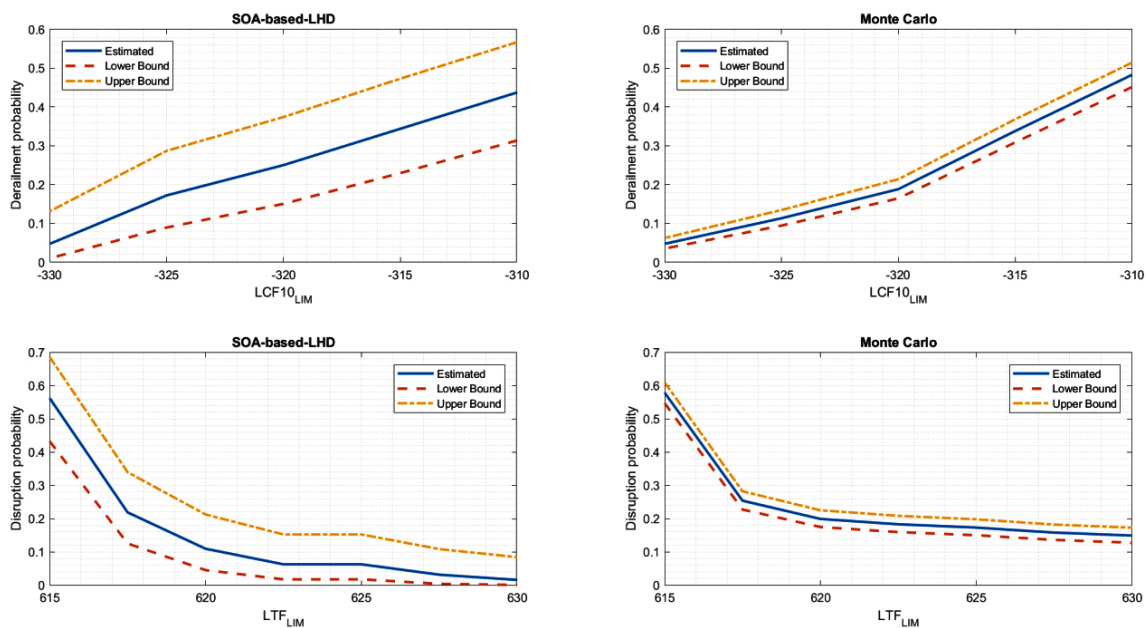 SOA-based-LHD
0.6
0.5
0.4
0.3
0.2
0.1
0
Derailment probability
Estimated
Lower Bound
Upper Bound
-330
-325
-320
-315
-310
LCF10LIM
Monte Carlo
0.6
0.5
0.4
0.3
0.2
0.1
0
Derailment probability
Estimated
Lower Bound
Upper Bound
-330
-325
-320
-315
-310
LCF10LIM
SOA-based-LHD
0.7
0.6
0.5
0.4
0.3
0.2
0.1
0
Disruption probability
Estimated
Lower Bound
Upper Bound
615
620
625
630
LTFLIM
Monte Carlo
0.7
0.6
0.5
0.4
0.3
0.2
0.1
0
Disruption probability
Estimated
Lower Bound
Upper Bound
615
620
625
630
LTFLIM